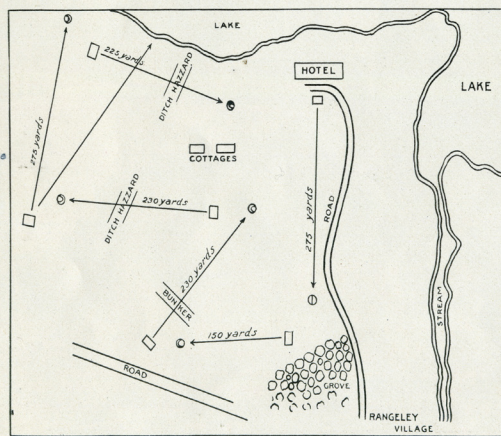 LAKE
HOTEL
LAKE
225 yards
DITCH HAZZARD
275 yards
COTTAGES
275 yards
ROAD
230 yards
DITCH HAZZARD
230 yards
BUNKER
150 yards
STREAM
ROAD
GROVE
RANGELEY
VILLAGE